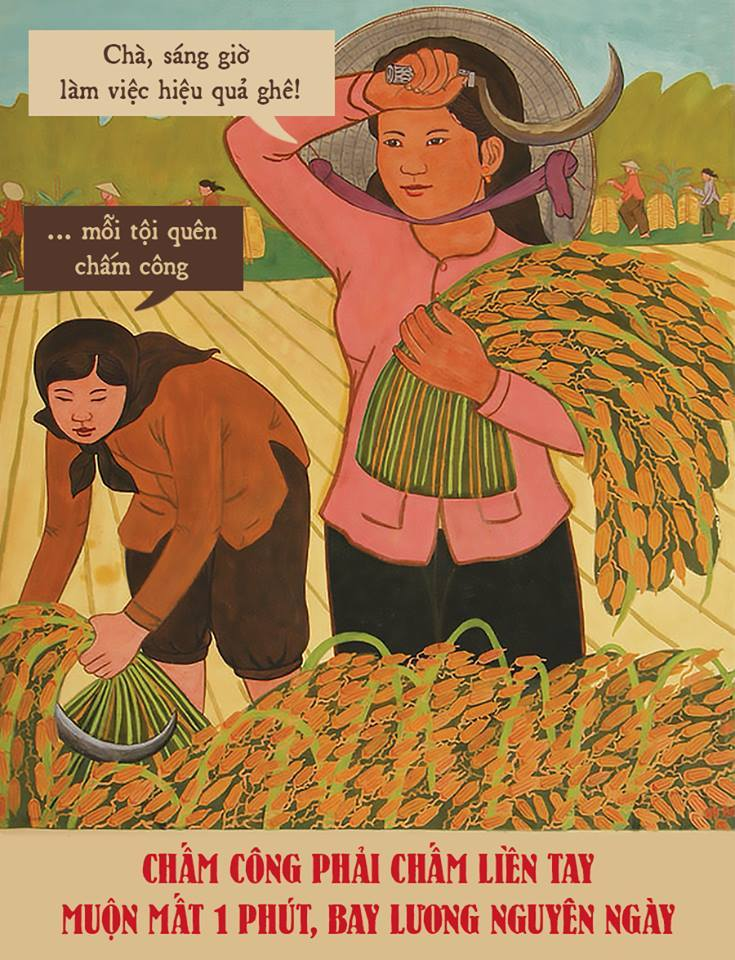 Chà, sáng giờ
làm việc hiệu quả ghê!
... mỗi tội quên
chấm công
CHẤM CÔNG PHẢI CHẤM LIỀN TAY
MUỘN MẤT 1 PHÚT, BAY LƯƠNG NGUYÊN NGÀY